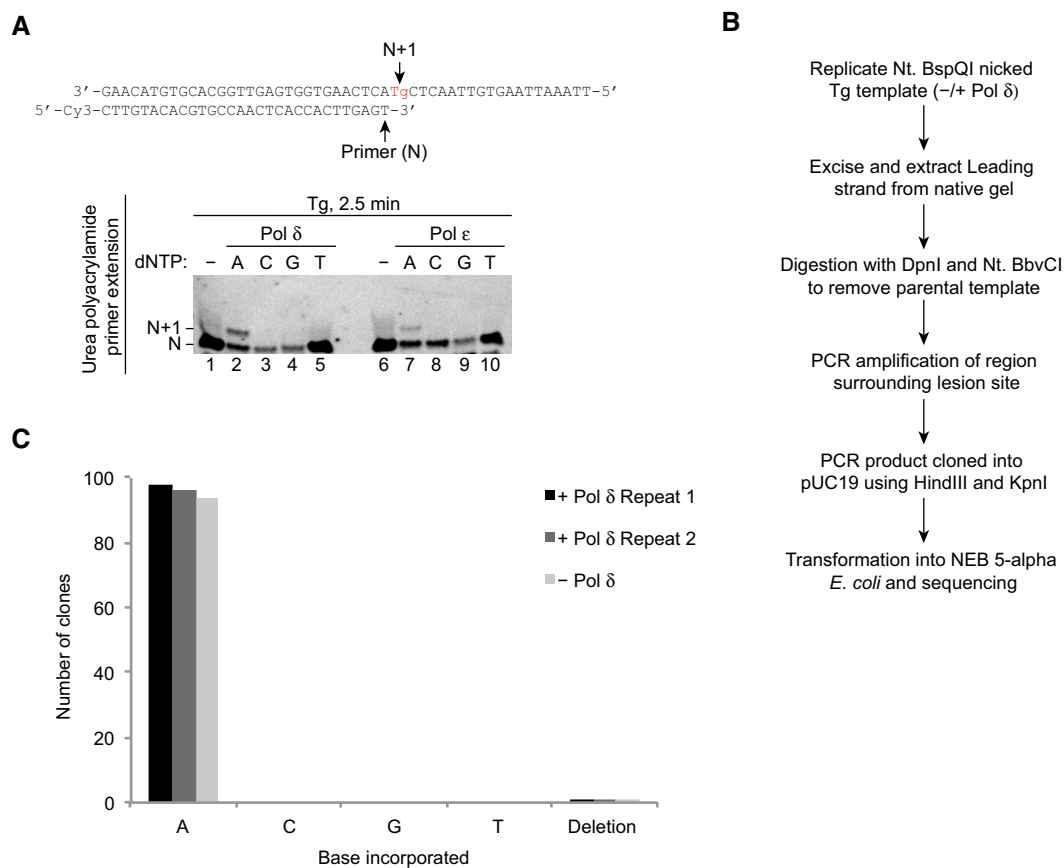 A
N+1
3’-GAACATGTGCACGGTTGAGTGGTGAACTCATgCTCAATTGTGAATTAAATT-5’
5’-Cy3-CTTGTACACGTGCCAACTCACCACTTGAGT-3’
Primer (N)
Urea polyacrylamide
primer extension
Tg, 2.5 min
Pol δ Pol ε
dNTP: – A C G T – A C G T
N+1
N
1 2 3 4 5 6 7 8 9 10
B
Replicate Nt. BspQI nicked
Tg template (–/+ Pol δ)
Excise and extract Leading
strand from native gel
Digestion with DpnI and Nt. BbvCI
to remove parental template
PCR amplification of region
surrounding lesion site
PCR product cloned into
pUC19 using HindIII and KpnI
Transformation into NEB 5-alpha
E. coli and sequencing
C
Number of clones
100
80
60
40
20
0
A C G T Deletion
Base incorporated
+ Pol δ Repeat 1
+ Pol δ Repeat 2
– Pol δ